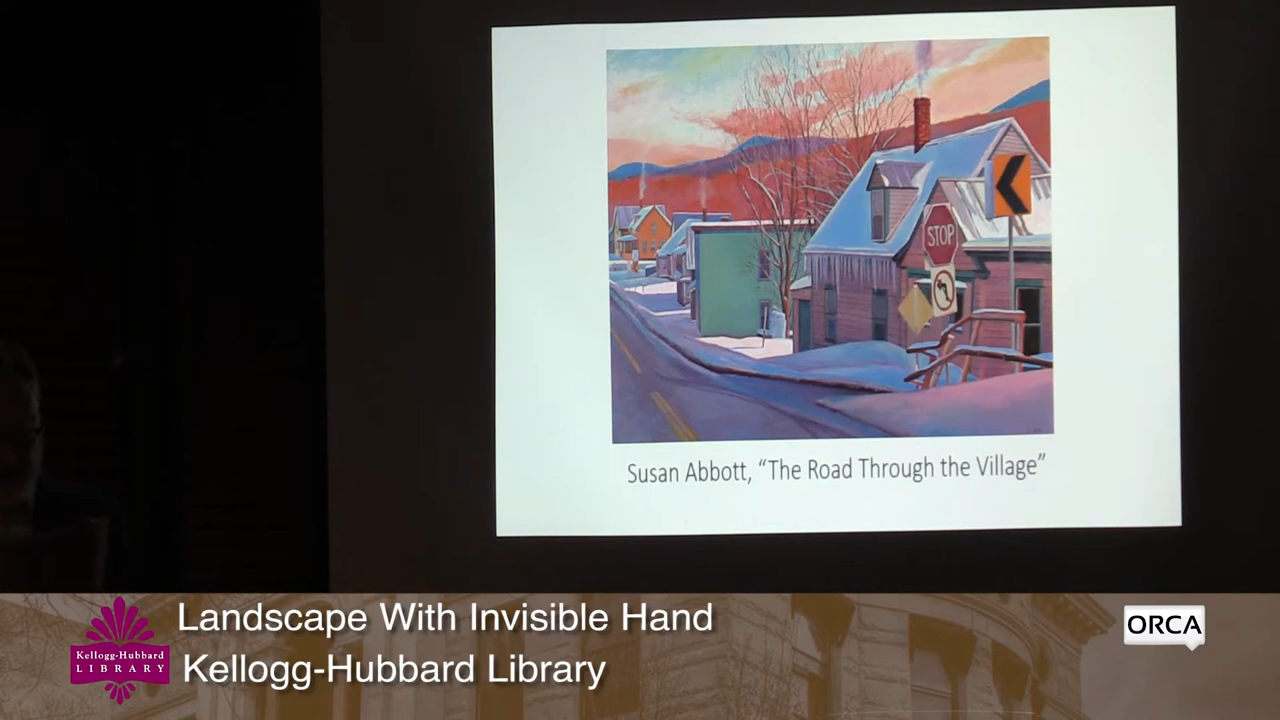 STOP
Susan Abbott, “The Road Through the Village”
Landscape With Invisible Hand
Kellogg-Hubbard Library
Kellogg-Hubbard
LIBRARY
ORCA